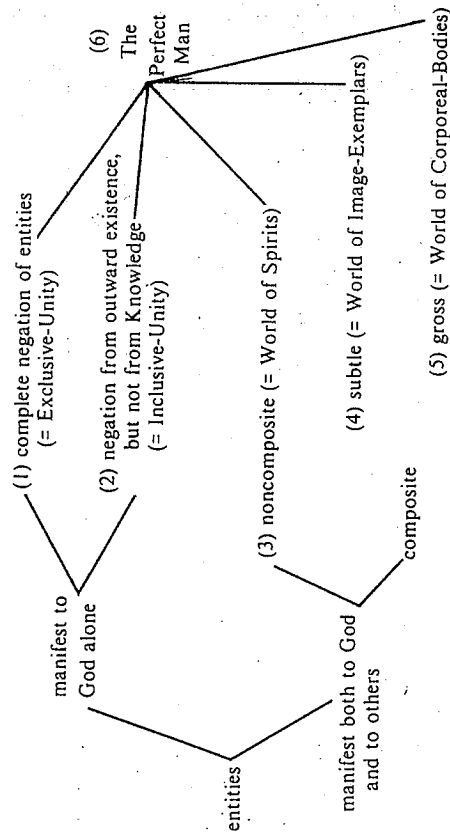 entities
manifest to
God alone
manifest both to God
and to others
(1) complete negation of entities
(= Exclusive-Unity)
(2) negation from outward existence,
but not from Knowledge
(= Inclusive-Unity)
(3) noncomposite (= World of Spirits)
composite
(4) subtle (= World of Image-Exemplars)
(5) gross (= World of Corporeal-Bodies)
(6)
The
Perfect
Man